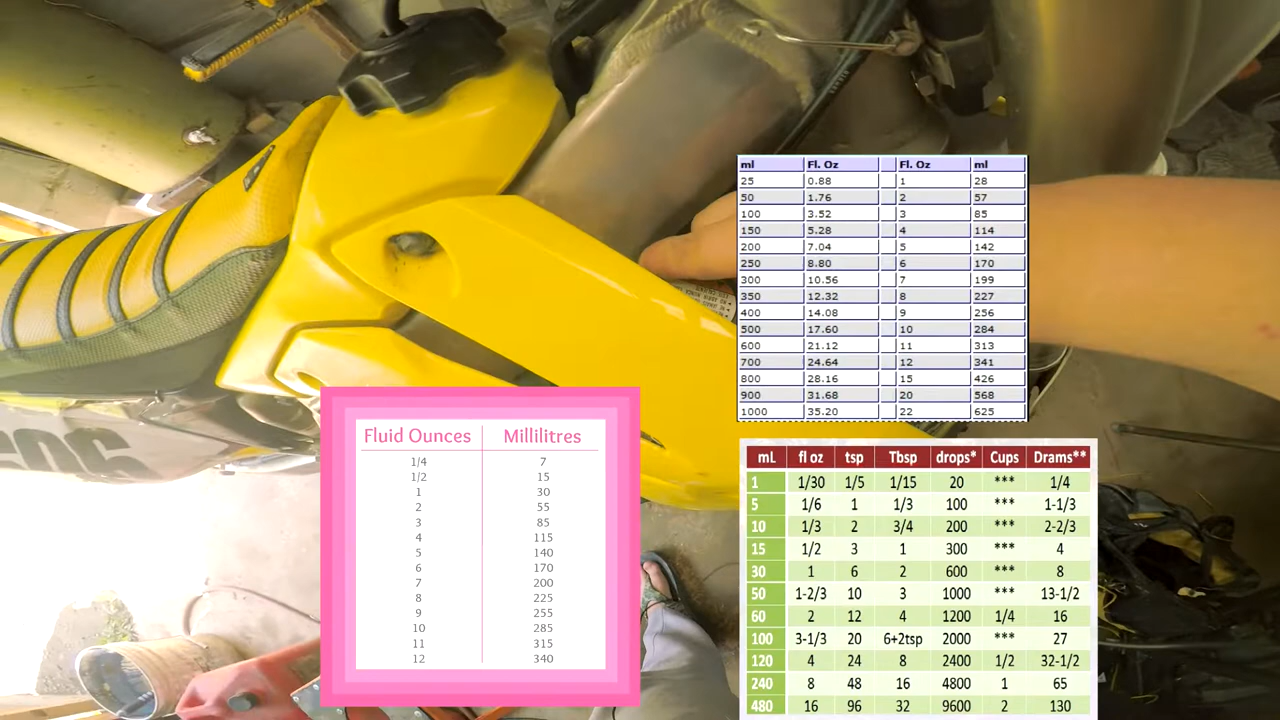 ml Fl. Oz Fl. Oz ml
25 0.88 1 28
50 1.76 2 57
100 3.52 3 85
150 5.28 4 114
200 7.04 5 142
250 8.80 6 170
300 10.56 7 199
350 12.32 8 227
400 14.08 9 256
500 17.60 10 284
600 21.12 11 313
700 24.64 12 341
800 28.16 15 426
900 31.68 20 568
1000 35.20 22 625
Fluid Ounces Millilitres
1/4 7
1/2 15
1 30
2 55
3 85
4 115
5 140
6 170
7 200
8 225
9 255
10 285
11 315
12 340
mL fl oz tsp Tbsp drops* Cups Drams**
1 1/30 1/5 1/15 20 *** 1/4
5 1/6 1 1/3 100 *** 1-1/3
10 1/3 2 3/4 200 *** 2-2/3
15 1/2 3 1 300 *** 4
30 1 6 2 600 *** 8
50 1-2/3 10 3 1000 *** 13-1/2
60 2 12 4 1200 1/4 16
100 3-1/3 20 6+2tsp 2000 *** 27
120 4 24 8 2400 1/2 32-1/2
240 8 48 16 4800 1 65
480 16 96 32 9600 2 130